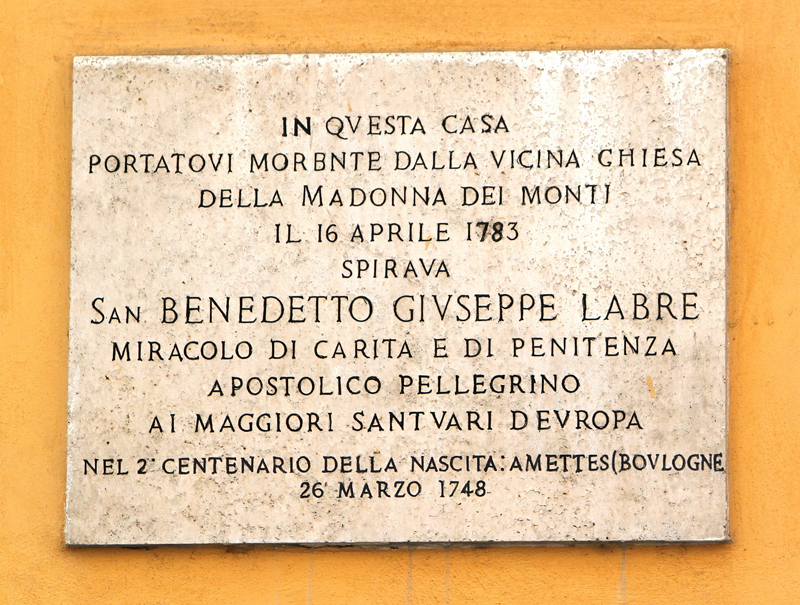 IN QVESTA CASA
PORTATOVI MORENTE DALLA VICINA CHIESA
DELLA MADONNA DEI MONTI
IL 16 APRILE 1783
SPIRAVA
SAN BENEDETTO GIVSEPPE LABRE
MIRACOLO DI CARITA E DI PENITENZA
APOSTOLICO PELLEGRINO
AI MAGGIORI SANTVARI D'EVROPA
NEL 2° CENTENARIO DELLA NASCITA: AMETTES(BOVLOGNE
26 MARZO 1748